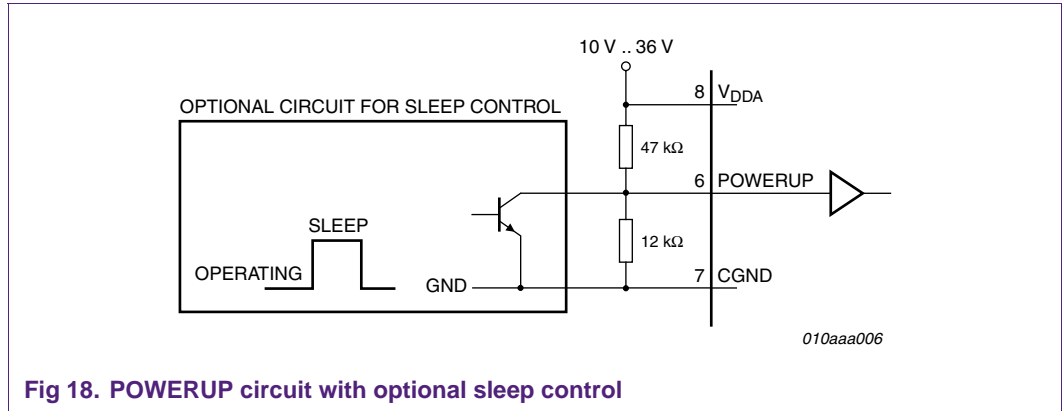 10 V .. 36 V
OPTIONAL CIRCUIT FOR SLEEP CONTROL
8 VDDA
47 kΩ
6 POWERUP
SLEEP
12 kΩ
OPERATING
GND
7 CGND
010aaa006
Fig 18. POWERUP circuit with optional sleep control